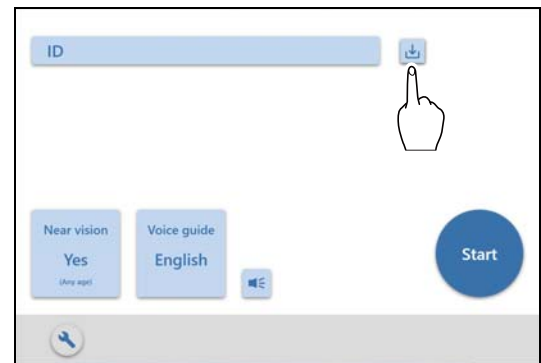 ID
Near vision
Yes
(Any age)
Voice guide
English
Start